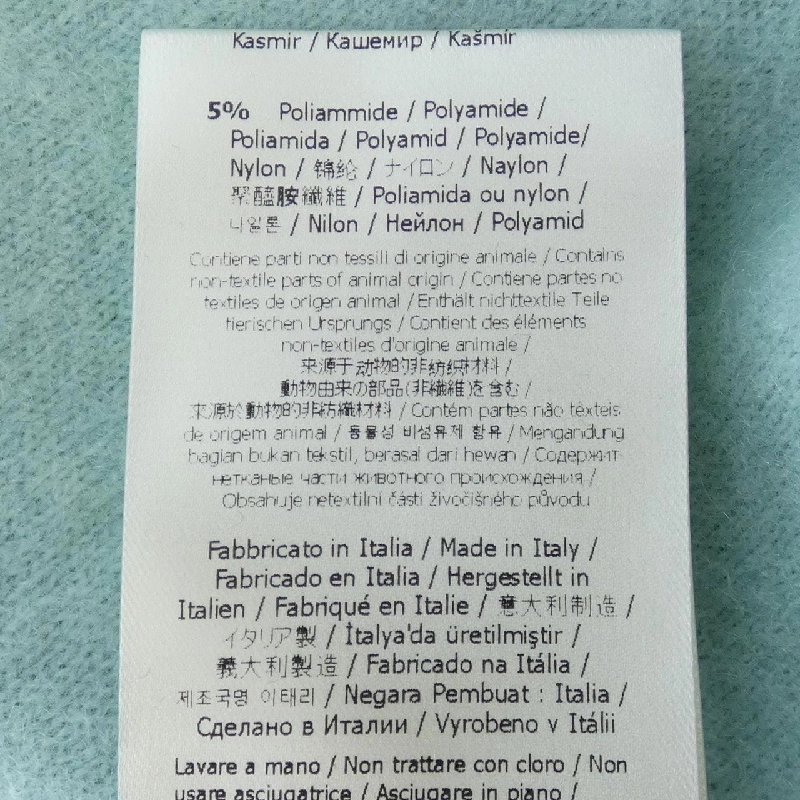 Kasmir / Кашемир / Kašmír
5% Poliammide / Polyamide /
Poliamida / Polyamid / Polyamide/
Nylon / 锦纶 / ナイロン / Naylon /
聚醯胺纖維 / Poliamida ou nylon /
나일론 / Nilon / Нейлон / Polyamid
Contiene parti non tessili di origine animale / Contains
non-textile parts of animal origin / Contiene partes no
textiles de origen animal / Enthält nichttextile Teile
tierischen Ursprungs / Contient des éléments
non-textiles d'origine animale /
来源于动物的非纺织材料 /
動物由来の部品(非繊維)を含む /
來源於動物的非紡織材料 / Contém partes não têxteis
de origem animal / 동물성 비섬유제 함유 / Mengandung
bagian bukan tekstil, berasal dari hewan / Содержит
нетканые части животного происхождения /
Obsahuje netextilní části živočišného původu
Fabbricato in Italia / Made in Italy /
Fabricado en Italia / Hergestellt in
Italien / Fabriqué en Italie / 意大利制造 /
イタリア製 / İtalya'da üretilmiştir /
義大利製造 / Fabricado na Itália /
제조국명 이태리 / Negara Pembuat : Italia /
Сделано в Италии / Vyrobeno v Itálii
Lavare a mano / Non trattare con cloro / Non
usare asciugatrice / Asciugare in piano /